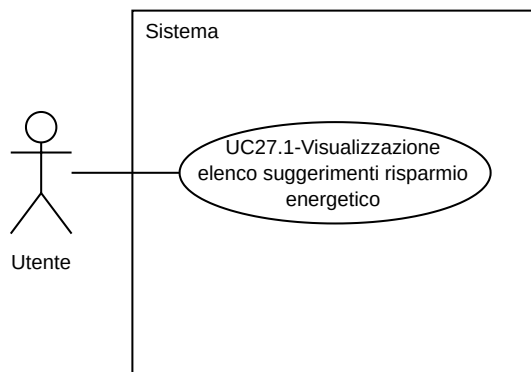 Sistema
UC27.1-Visualizzazione
elenco suggerimenti risparmio
energetico
Utente